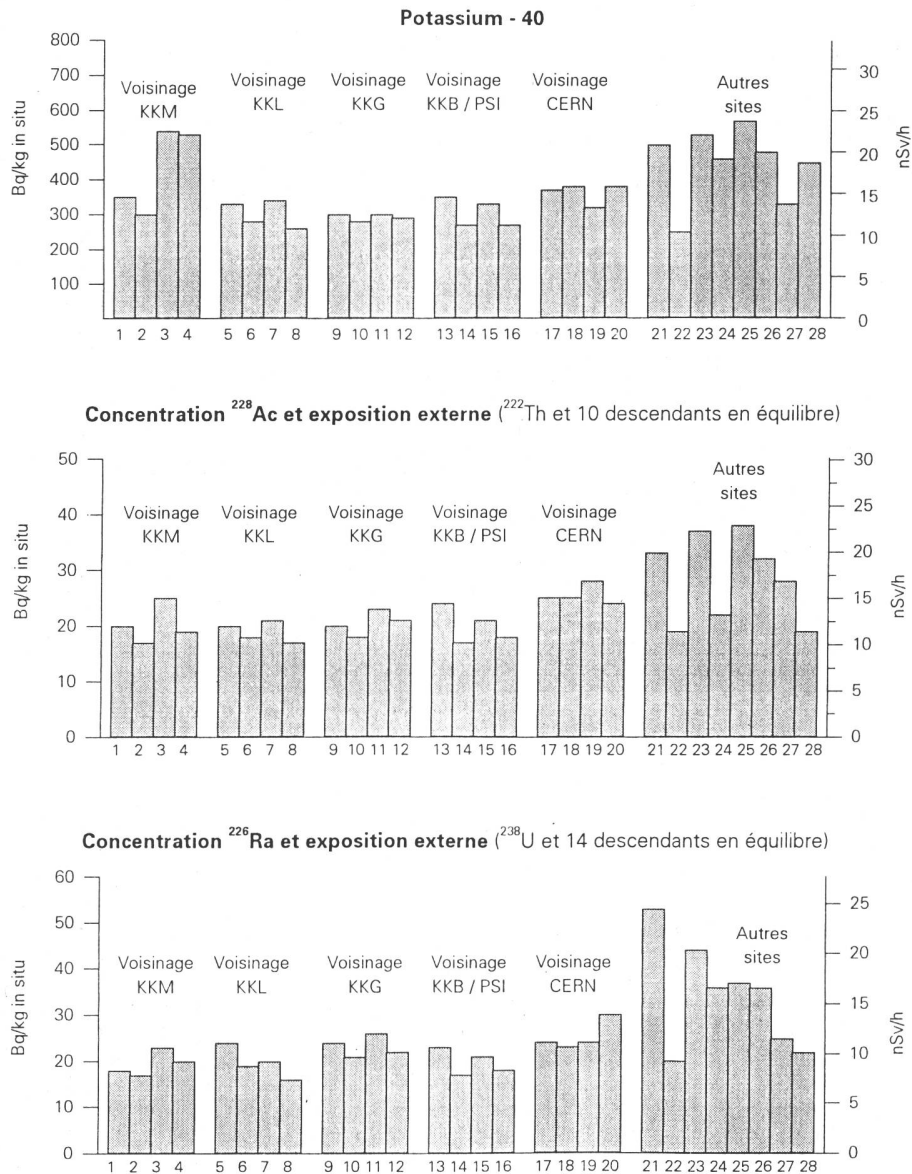 Potassium - 40
800
700
600
500
400
300
200
100
Bq/kg in situ
Voisinage
KKM
Voisinage
KKL
Voisinage
KKG
Voisinage
KKB / PSI
Voisinage
CERN
Autres
sites
30
25
20
15
10
5
0
nSv/h
1 2 3 4 5 6 7 8 9 10 11 12 13 14 15 16 17 18 19 20 21 22 23 24 25 26 27 28
Concentration ²²⁸Ac et exposition externe (²²²Th et 10 descendants en équilibre)
50
40
30
20
10
0
Bq/kg in situ
Voisinage
KKM
Voisinage
KKL
Voisinage
KKG
Voisinage
KKB / PSI
Voisinage
CERN
Autres
sites
30
25
20
15
10
5
0
nSv/h
1 2 3 4 5 6 7 8 9 10 11 12 13 14 15 16 17 18 19 20 21 22 23 24 25 26 27 28
Concentration ²²⁶Ra et exposition externe (²³⁸U et 14 descendants en équilibre)
60
50
40
30
20
10
0
Bq/kg in situ
Voisinage
KKM
Voisinage
KKL
Voisinage
KKG
Voisinage
KKB / PSI
Voisinage
CERN
Autres
sites
25
20
15
10
5
0
nSv/h
1 2 3 4 5 6 7 8 9 10 11 12 13 14 15 16 17 18 19 20 21 22 23 24 25 26 27 28